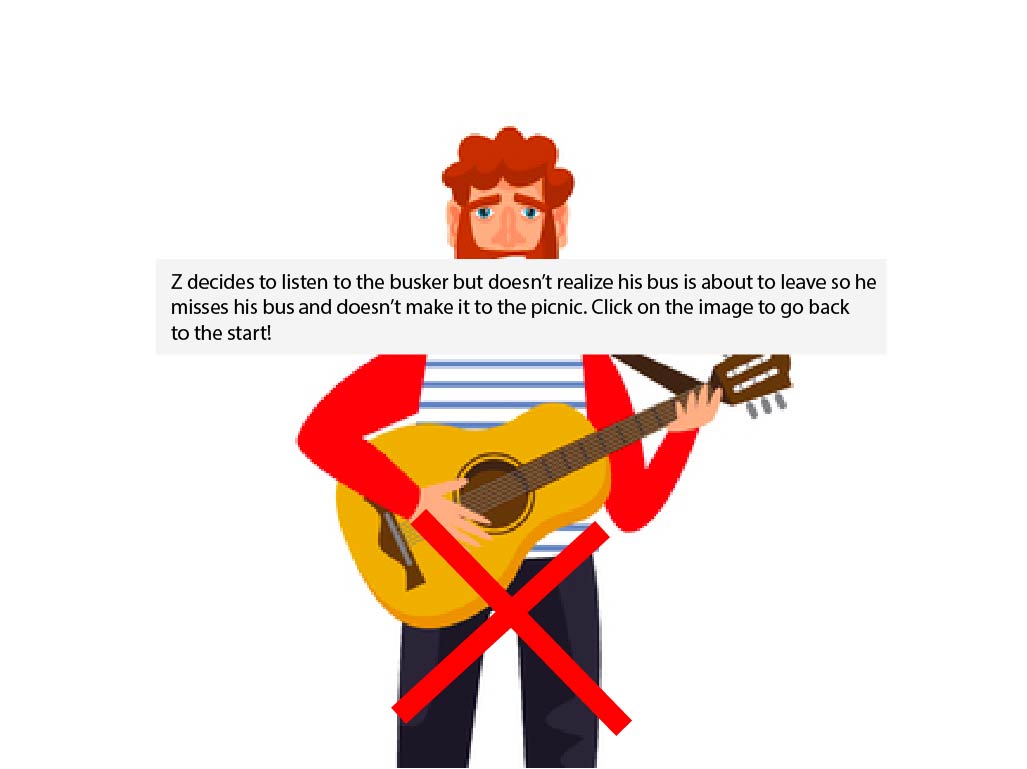 Z decides to listen to the busker but doesn’t realize his bus is about to leave so he
misses his bus and doesn’t make it to the picnic. Click on the image to go back
to the start!